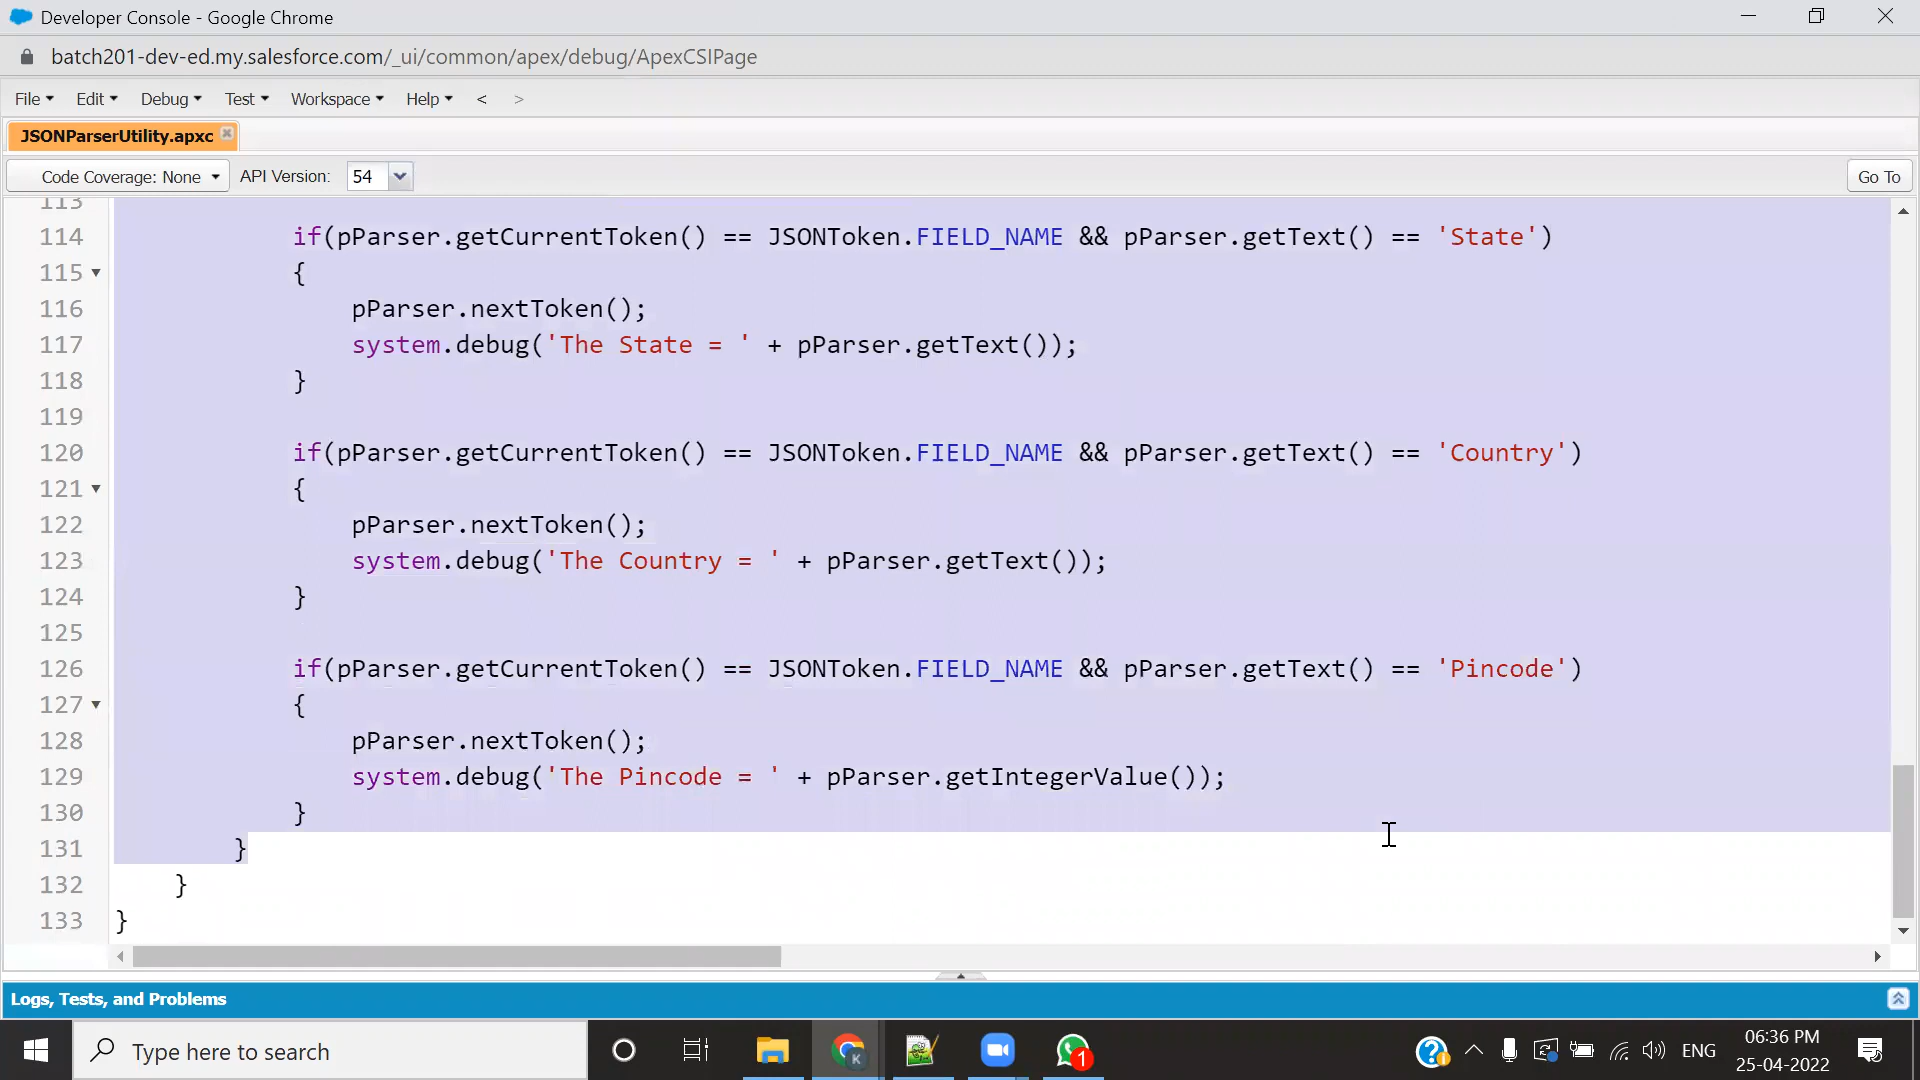 Developer Console - Google Chrome
batch201-dev-ed.my.salesforce.com/_ui/common/apex/debug/ApexCSIPage
File Edit Debug Test Workspace Help < >
JSONParserUtility.apxc
Code Coverage: None API Version: 54 Go To
113
114 if(pParser.getCurrentToken() == JSONToken.FIELD_NAME && pParser.getText() == 'State')
115 {
116 pParser.nextToken();
117 system.debug('The State = ' + pParser.getText());
118 }
119
120 if(pParser.getCurrentToken() == JSONToken.FIELD_NAME && pParser.getText() == 'Country')
121 {
122 pParser.nextToken();
123 system.debug('The Country = ' + pParser.getText());
124 }
125
126 if(pParser.getCurrentToken() == JSONToken.FIELD_NAME && pParser.getText() == 'Pincode')
127 {
128 pParser.nextToken();
129 system.debug('The Pincode = ' + pParser.getIntegerValue());
130 }
131 }
132 }
133 }
Logs, Tests, and Problems
Type here to search
K
1
ENG
06:36 PM
25-04-2022